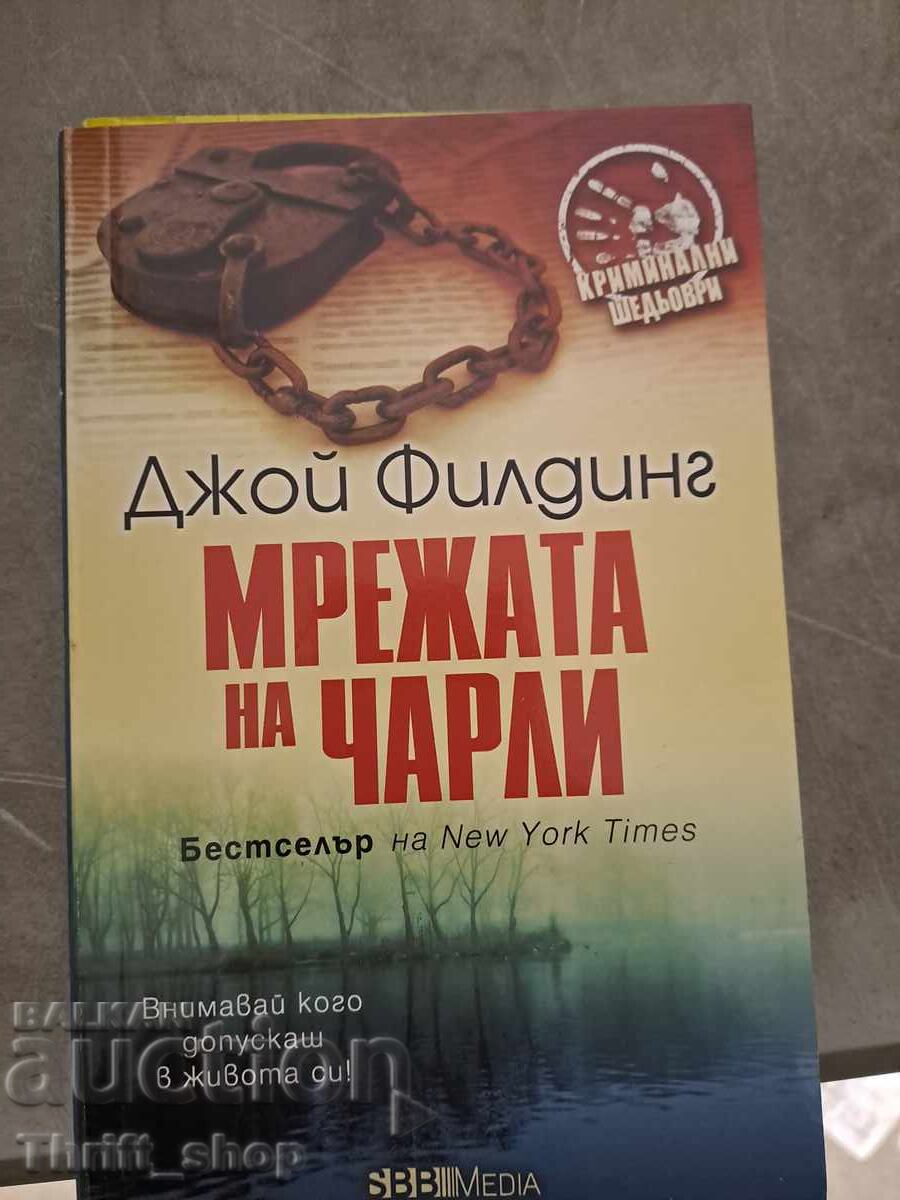 КРИМИНАЛНИ
ШЕДЬОВРИ
Джой Филдинг
МРЕЖАТА
НА ЧАРЛИ
Бестселър на New York Times
Внимавай кого
допускаш
в живота си!
BALKAN
auction
Thrift_shop
SBB MEDIA